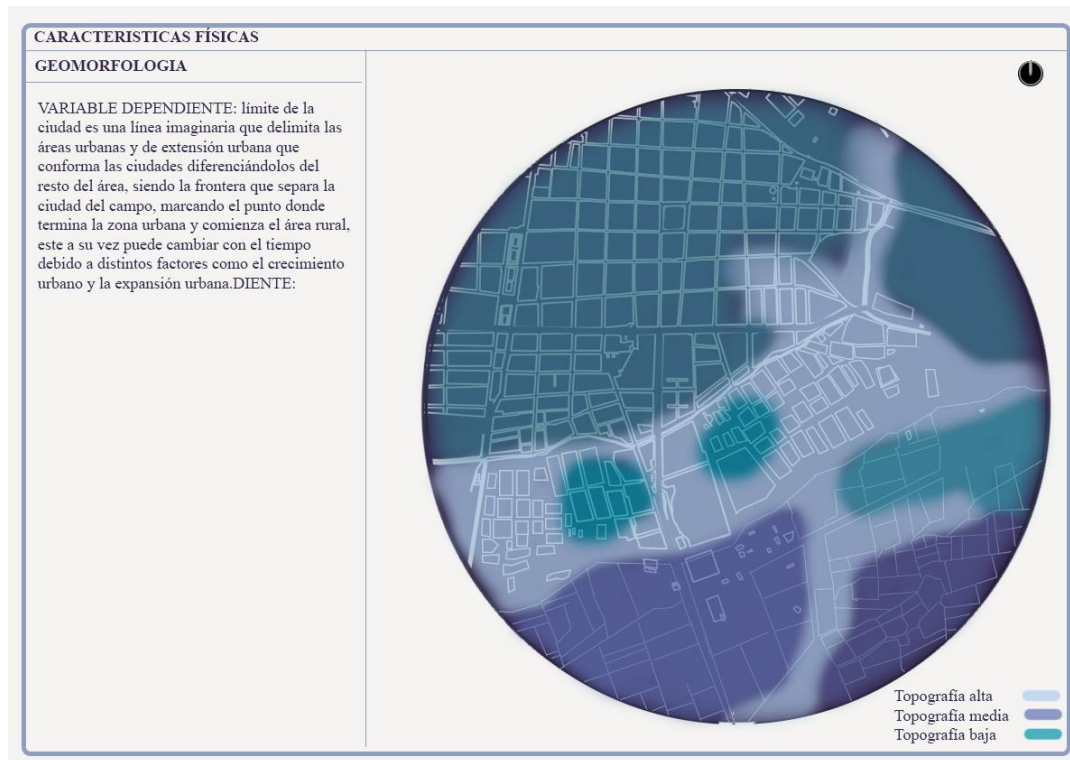 CARACTERISTICAS FÍSICAS
GEOMORFOLOGIA
VARIABLE DEPENDIENTE: límite de la
ciudad es una línea imaginaria que delimita las
áreas urbanas y de extensión urbana que
conforma las ciudades diferenciándolos del
resto del área, siendo la frontera que separa la
ciudad del campo, marcando el punto donde
termina la zona urbana y comienza el área rural,
este a su vez puede cambiar con el tiempo
debido a distintos factores como el crecimiento
urbano y la expansión urbana.DIENTE:
Topografía alta
Topografía media
Topografía baja